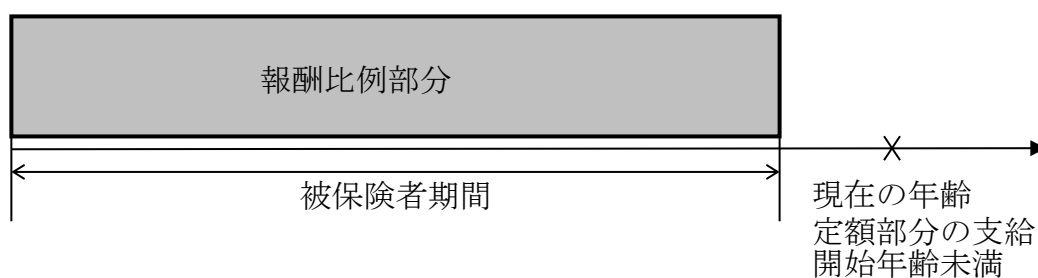 報酬比例部分
被保険者期間
現在の年齢
定額部分の支給
開始年齢未満